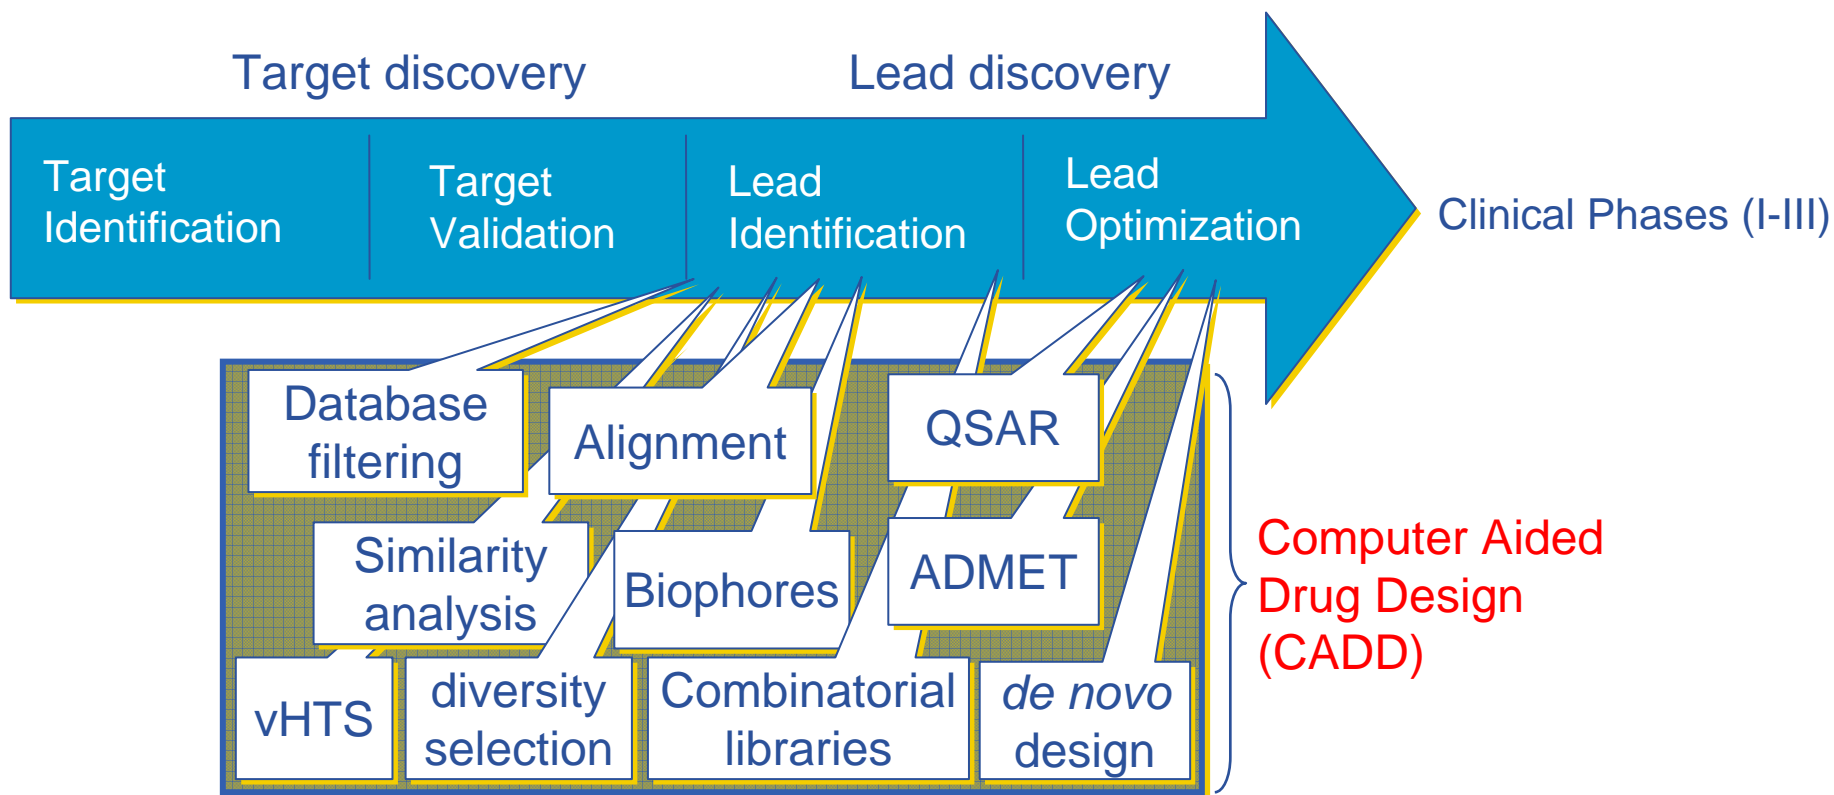 Target discovery
Lead discovery
Target
Identification
Target
Validation
Lead
Identification
Lead
Optimization
Clinical Phases (I-III)
Database
filtering
Alignment
QSAR
Similarity
analysis
Biophores
ADMET
vHTS
diversity
selection
Combinatorial
libraries
de novo
design
Computer Aided
Drug Design
(CADD)